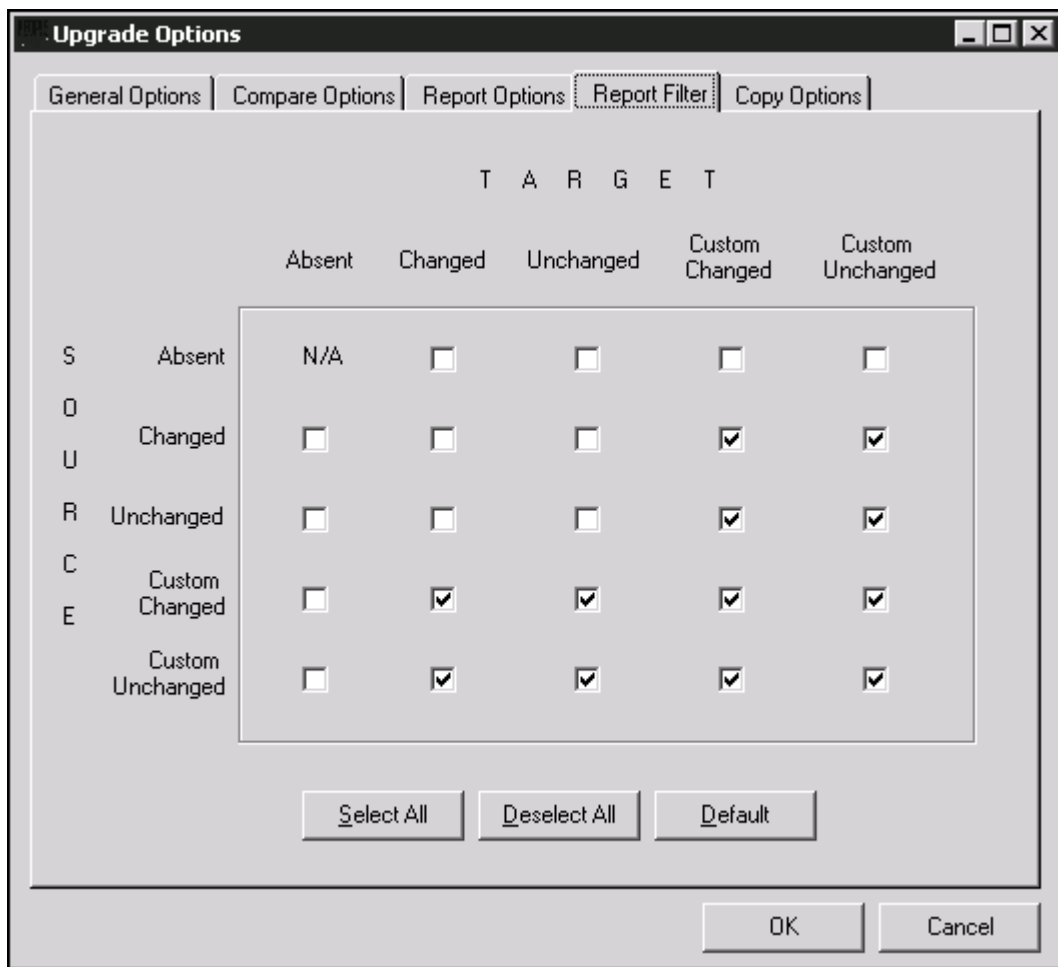 Upgrade Options
General Options Compare Options Report Options Report Filter Copy Options
T A R G E T
Absent Changed Unchanged Custom Changed Custom Unchanged
S O U R C E
Absent N/A
Changed
Unchanged
Custom
Changed
Custom
Unchanged
Select All Deselect All Default
OK Cancel